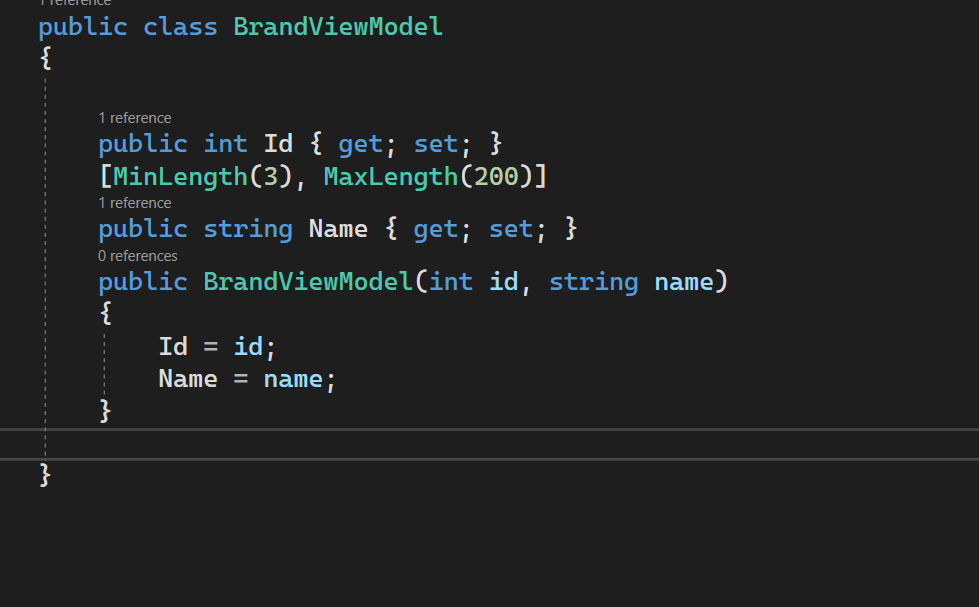 1 reference
public class BrandViewModel
{
1 reference
public int Id { get; set; }
[MinLength(3), MaxLength(200)]
1 reference
public string Name { get; set; }
0 references
public BrandViewModel(int id, string name)
{
Id = id;
Name = name;
}
}